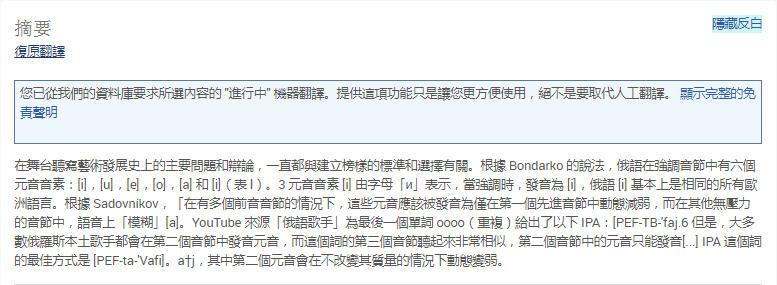 摘要
隱藏反白
復原翻譯
您已從我們的資料庫要求所選內容的 "進行中" 機器翻譯。提供這項功能只是讓您更方便使用，絕不是要取代人工翻譯。 顯示完整的免
責聲明
在舞台聽寫藝術發展史上的主要問題和辯論，一直都與建立榜樣的標準和選擇有關。根據 Bondarko 的說法，俄語在強調音節中有六個
元音音素：[i]，[u]，[e]，[o]，[a] 和 [i]（表 I）。3 元音音素 [i] 由字母「и」表示，當強調時，發音為 [i]，俄語 [i] 基本上是相同的所有歐
洲語言。根據 Sadovnikov，「在有多個前音音節的情況下，這些元音應該被發音為僅在第一個先進音節中動態減弱，而在其他無壓力
的音節中，語音上「模糊」[a]。YouTube 來源「俄語歌手」為最後一個單詞 oooo（重複）給出了以下 IPA：[PEF-TB-'faj.6 但是，大多
數俄羅斯本土歌手都會在第二個音節中發音元音，而這個詞的第三個音節聽起來非常相似，第二個音節中的元音只能發音[...] IPA 這個詞
的最佳方式是 [PEF-ta-'Vafi]。a†j，其中第二個元音會在不改變其質量的情況下動態變弱。